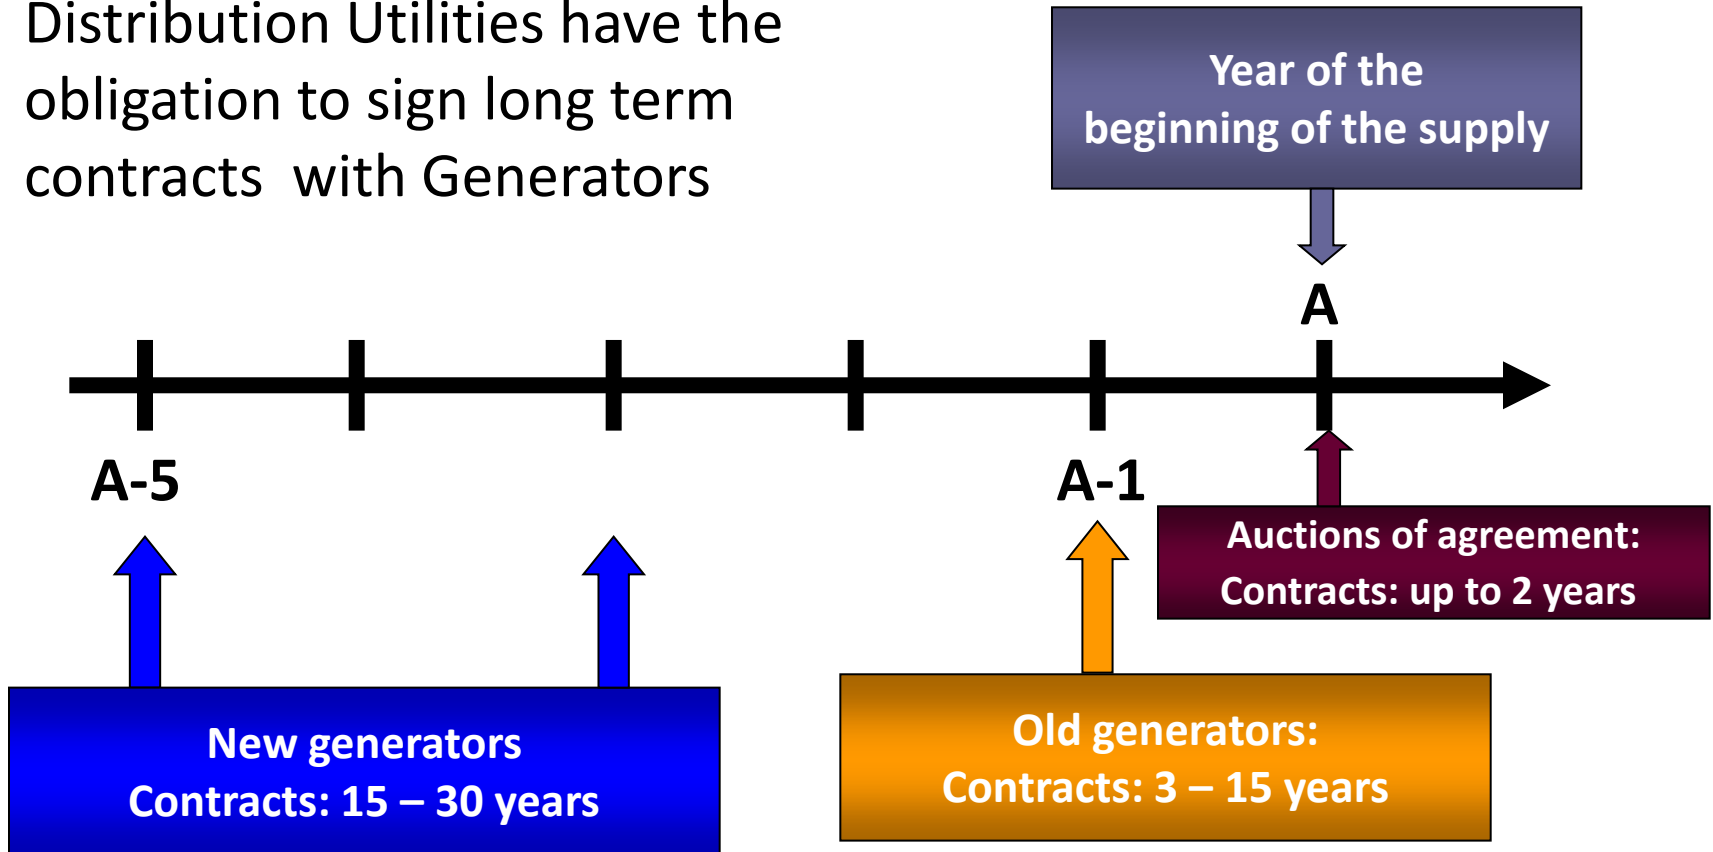 Distribution Utilities have the
obligation to sign long term
contracts  with Generators
Year of the
beginning of the supply
A
A-5
A-1
Auctions of agreement:
Contracts: up to 2 years
New generators
Contracts: 15 – 30 years
Old generators:
Contracts: 3 – 15 years